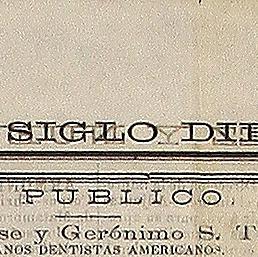 SIGLO DI
PUBLICO.
se y Gerónimo S. T
ANOS DENTISTAS AMERICANOS.